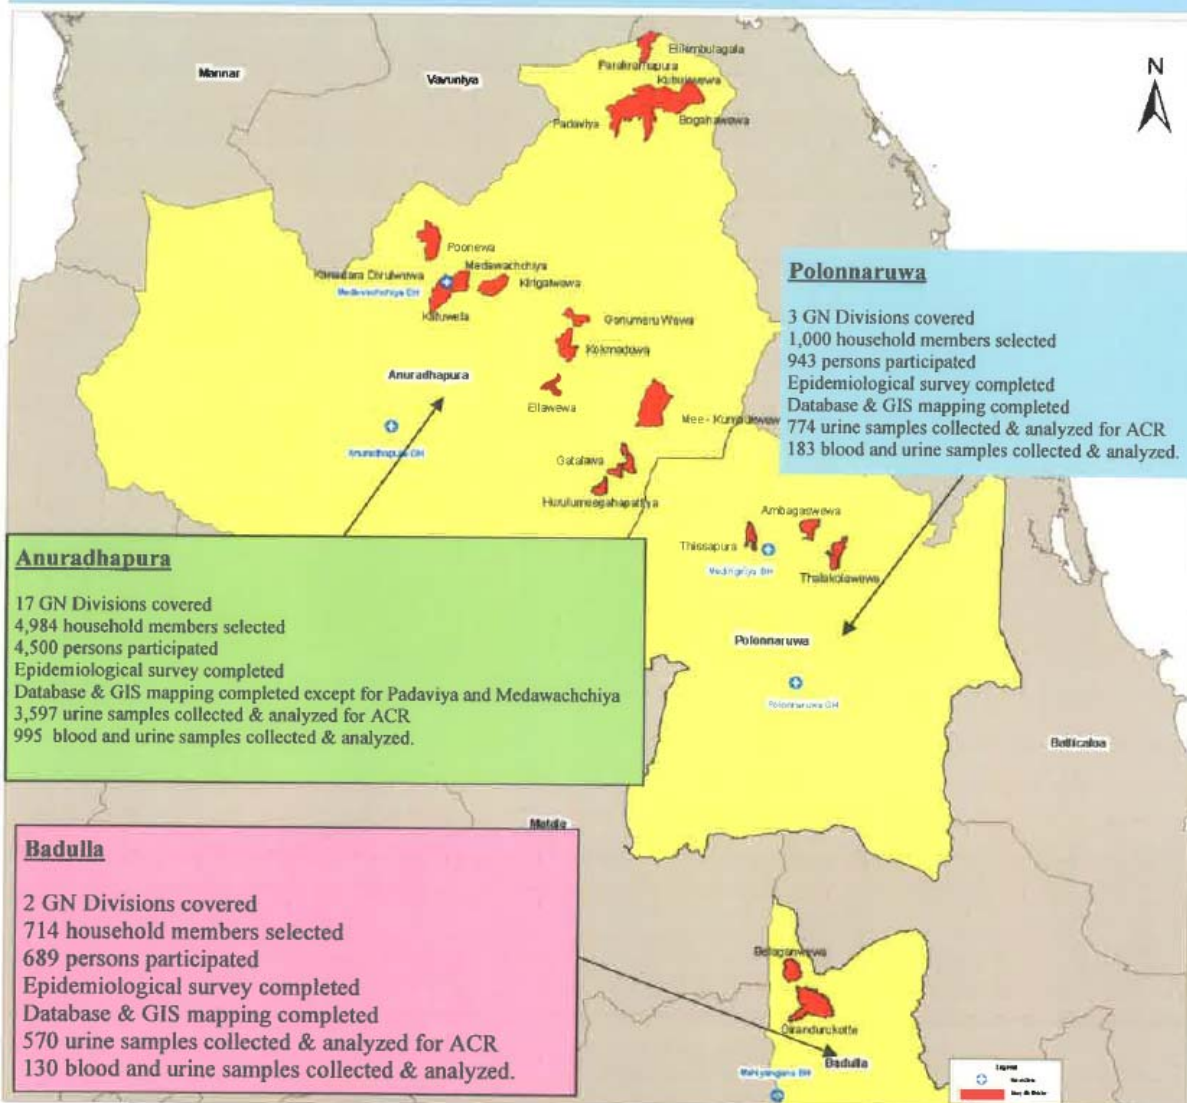 Mannar
Vavuniya
N
Elikimbulagala
Parakramapura
Kubulewewa
Padaviya
Bogahawewa
Poonewa
Medawachchiya
Kirigalwewa
Medawachchiya BH
Katuwela
Gonumeru Wewa
Kokmaduwa
Anuradhapura
Ellawewa
Anuradhapura GH
Gatalawa
Hurulumeegahapattiya
Polonnaruwa
3 GN Divisions covered
1,000 household members selected
943 persons participated
Epidemiological survey completed
Database & GIS mapping completed
774 urine samples collected & analyzed for ACR
183 blood and urine samples collected & analyzed.
Ambagaswewa
Thissapura
Medirigiriya BH
Thalakolawewa
Polonnaruwa
Polonnaruwa GH
Batticaloa
Anuradhapura
17 GN Divisions covered
4,984 household members selected
4,500 persons participated
Epidemiological survey completed
Database & GIS mapping completed except for Padaviya and Medawachchiya
3,597 urine samples collected & analyzed for ACR
995 blood and urine samples collected & analyzed.
Matale
Badulla
2 GN Divisions covered
714 household members selected
689 persons participated
Epidemiological survey completed
Database & GIS mapping completed
570 urine samples collected & analyzed for ACR
130 blood and urine samples collected & analyzed.
Belaganwewa
Girandurukotte
Badulla
Mahiyangana BH
Legend